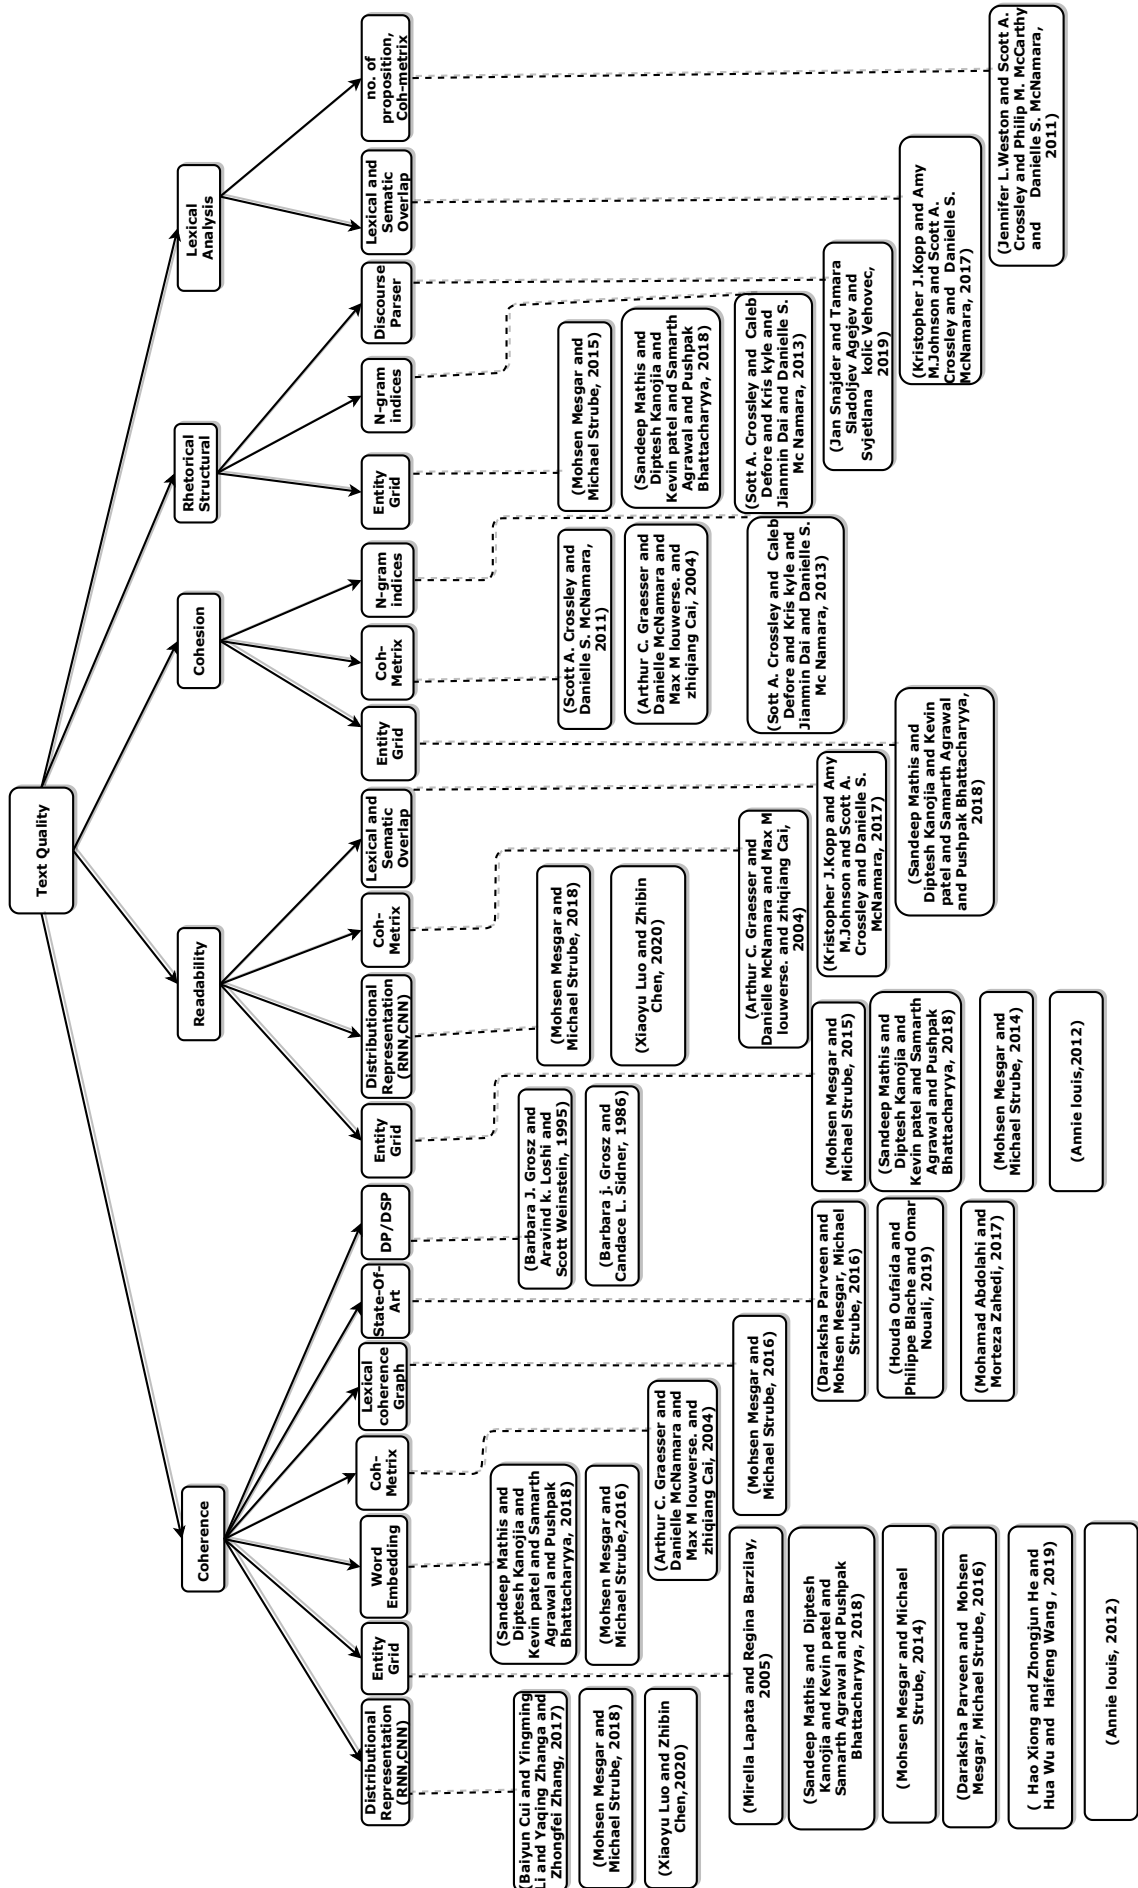 Text Quality
Coherence
Readability
Cohesion
Rhetorical
Structural
Lexical
Analysis
Distributional
Representation
(RNN,CNN)
Entity
Grid
Word
Embedding
Coh-
Metrix
Lexical
coherence
Graph
State-Of-
Art
DP/DSP
Entity
Grid
Distributional
Representation
(RNN,CNN)
Coh-
Metrix
Lexical and
Sematic
Overlap
Entity
Grid
Coh-
Metrix
N-gram
indices
Entity
Grid
N-gram
indices
Discourse
Parser
Lexical and
Sematic
Overlap
no. of
proposition,
Coh-metrix
(Baiyun Cui and Yingming
Li and Yaqing Zhanga and
Zhongfei Zhang, 2017)
(Mohsen Mesgar and
Michael Strube, 2018)
(Xiaoyu Luo and Zhibin
Chen,2020)
(Mirella Lapata and Regina Barzilay,
2005)
(Sandeep Mathis and Diptesh
Kanojia and Kevin patel and
Samarth Agrawal and Pushpak
Bhattacharyya, 2018)
(Mohsen Mesgar and Michael
Strube, 2014)
(Daraksha Parveen and Mohsen
Mesgar, Michael Strube, 2016)
( Hao Xiong and Zhongjun He and
Hua Wu and Haifeng Wang , 2019)
(Annie louis, 2012)
(Sandeep Mathis and
Diptesh Kanojia and
Kevin patel and Samarth
Agrawal and Pushpak
Bhattacharyya, 2018)
(Mohsen Mesgar and
Michael Strube,2016)
(Arthur C. Graesser and
Danielle McNamara and
Max M louwerse. and
zhiqiang Cai, 2004)
(Mohsen Mesgar and
Michael Strube, 2016)
(Daraksha Parveen and
Mohsen Mesgar, Michael
Strube, 2016)
(Houda Oufaida and
Philippe Blache and Omar
Nouali, 2019)
(Mohamad Abdolahi and
Morteza Zahedi, 2017)
(Barbara J. Grosz and
Aravind k. Loshi and
Scott Weinstein, 1995)
(Barbara j. Grosz and
Candace L. Sidner, 1986)
(Mohsen Mesgar and
Michael Strube, 2015)
(Sandeep Mathis and
Diptesh Kanojia and
Kevin patel and Samarth
Agrawal and Pushpak
Bhattacharyya, 2018)
(Mohsen Mesgar and
Michael Strube, 2014)
(Annie louis,2012)
(Mohsen Mesgar and
Michael Strube, 2018)
(Xiaoyu Luo and Zhibin
Chen, 2020)
(Arthur C. Graesser and
Danielle McNamara and Max M
louwerse. and zhiqiang Cai,
2004)
(Kristopher J.Kopp and Amy
M.Johnson and Scott A.
Crossley and Danielle S.
McNamara, 2017)
(Sandeep Mathis and
Diptesh Kanojia and Kevin
patel and Samarth Agrawal
and Pushpak Bhattacharyya,
2018)
(Scott A. Crossley and
Danielle S. McNamara,
2011)
(Arthur C. Graesser and
Danielle McNamara and
Max M louwerse. and
zhiqiang Cai, 2004)
(Sott A. Crossley and Caleb
Defore and Kris kyle and
Jianmin Dai and Danielle S.
Mc Namara, 2013)
(Mohsen Mesgar and
Michael Strube, 2015)
(Sandeep Mathis and
Diptesh Kanojia and
Kevin patel and Samarth
Agrawal and Pushpak
Bhattacharyya, 2018)
(Sott A. Crossley and Caleb
Defore and Kris kyle and
Jianmin Dai and Danielle S.
Mc Namara, 2013)
(Jan Snajder and Tamara
Sladoljev Agejev and
Svjetlana kolic Vehovec,
2019)
(Kristopher J.Kopp and Amy
M.Johnson and Scott A.
Crossley and Danielle S.
McNamara, 2017)
(Jennifer L.Weston and Scott A.
Crossley and Philip M. McCarthy
and Danielle S. McNamara,
2011)